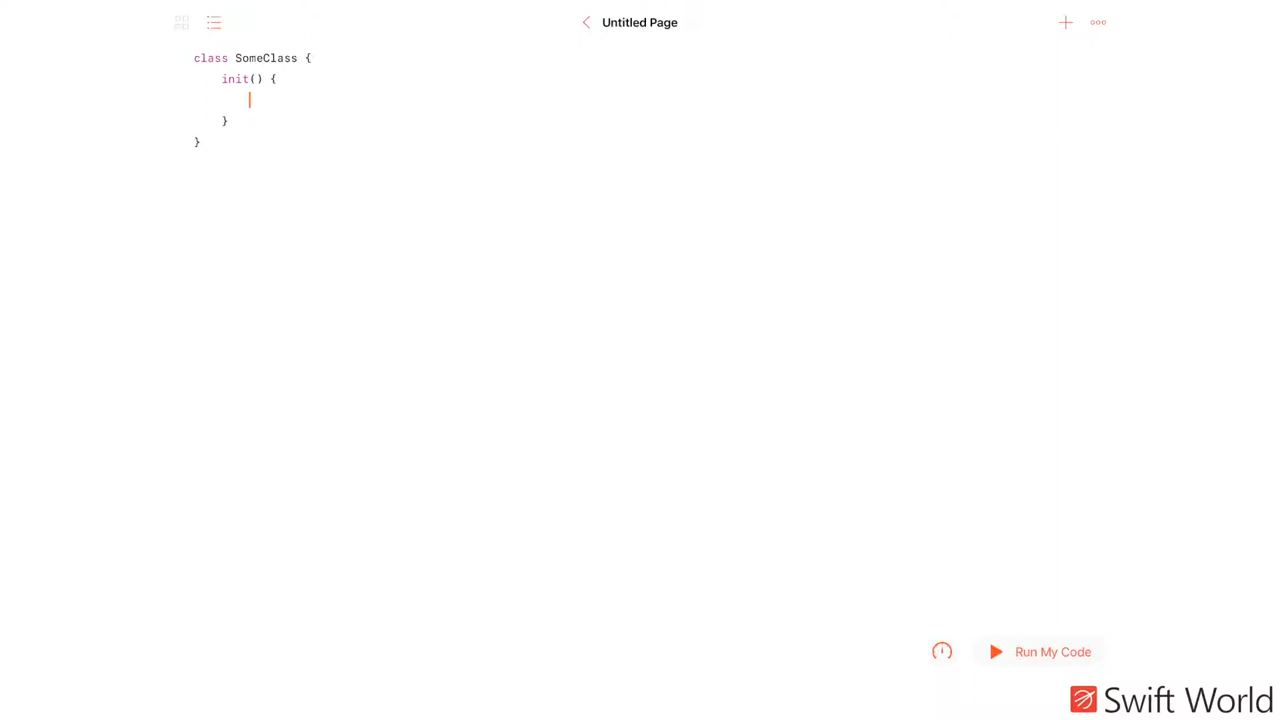 Untitled Page
class SomeClass {
    init() {
    }
}
Run My Code
Swift World